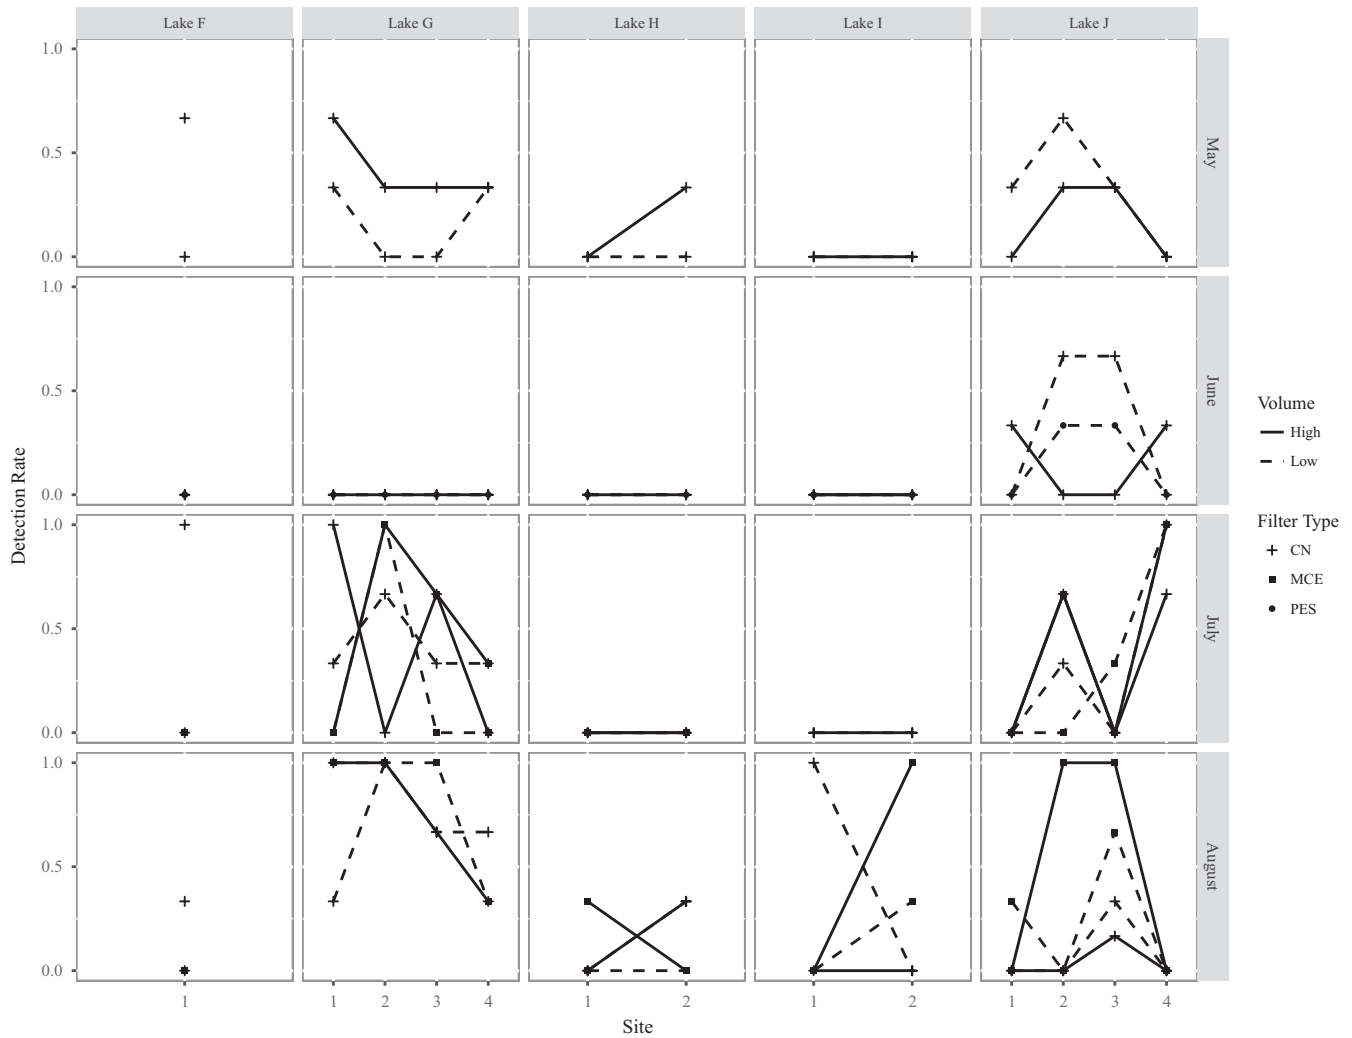 Lake F Lake G Lake H Lake I Lake J
1.0
0.5
0.0
May
1.0
0.5
0.0
June
1.0
0.5
0.0
July
1.0
0.5
0.0
August
1 1 2 3 4 1 2 1 2 1 2 3 4
Site
Detection Rate
Volume
High
Low
Filter Type
CN
MCE
PES